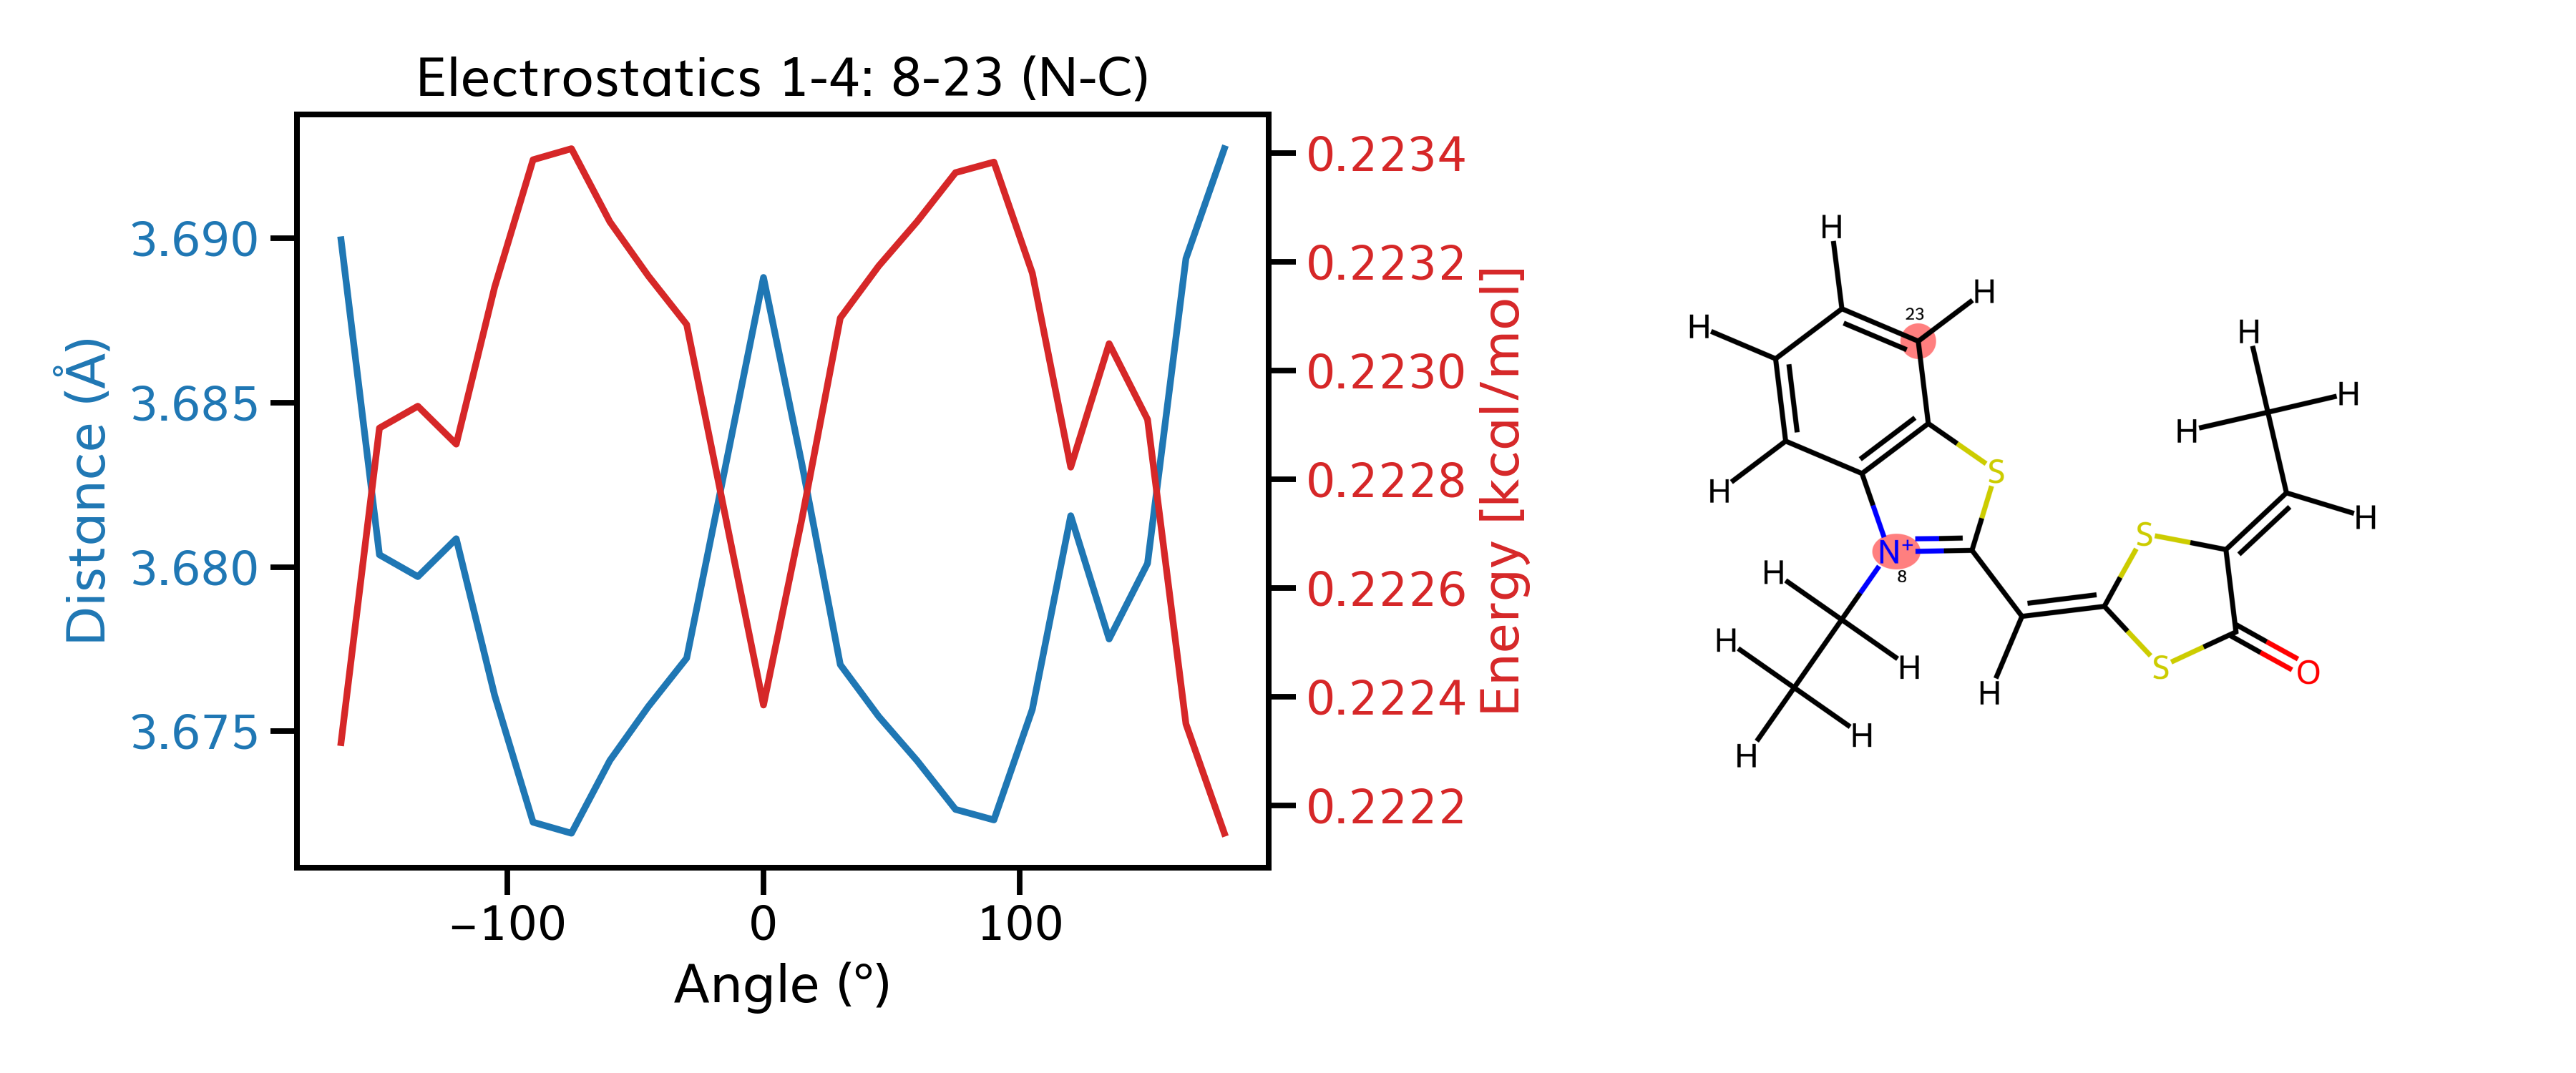 Electrostatics 1-4: 8-23 (N-C)
Distance (Å)
3.690
3.685
3.680
3.675
0.2234
0.2232
0.2230
0.2228
0.2226
0.2224
0.2222
Energy [kcal/mol]
−100
0
100
Angle (°)
H
H
23
H
H
H
H
H
H
S
H
S
N+
8
H
H
H
S
O
H
H
H